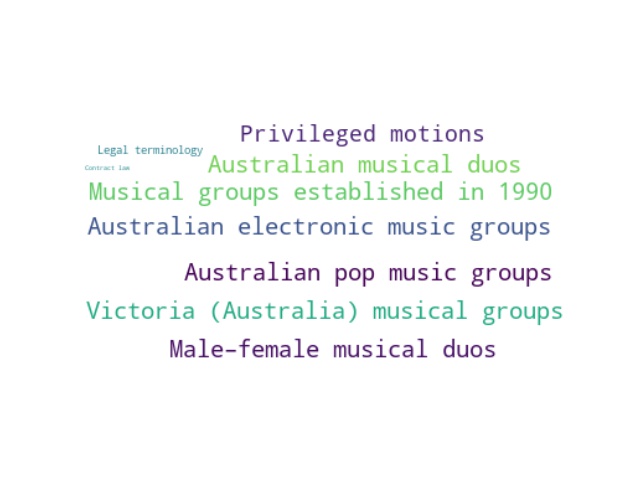 Privileged motions
Legal terminology
Australian musical duos
Contract law
Musical groups established in 1990
Australian electronic music groups
Australian pop music groups
Victoria (Australia) musical groups
Male–female musical duos